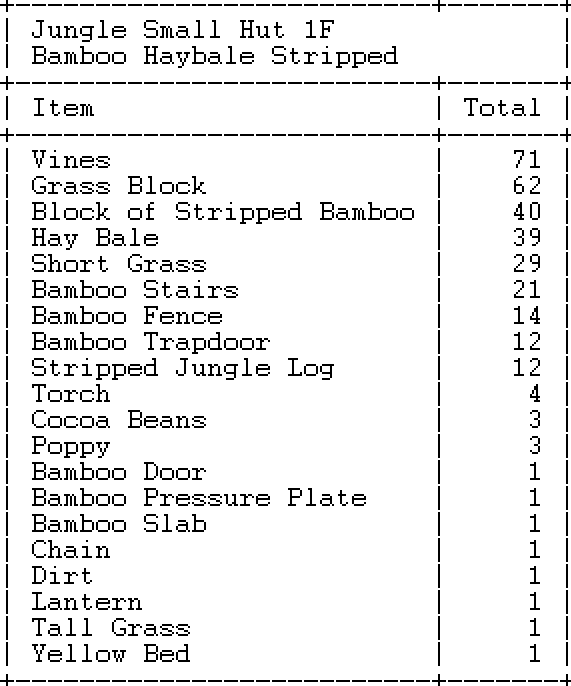 Jungle Small Hut 1F
Bamboo Haybale Stripped
Item Total
Vines 71
Grass Block 62
Block of Stripped Bamboo 40
Hay Bale 39
Short Grass 29
Bamboo Stairs 21
Bamboo Fence 14
Bamboo Trapdoor 12
Stripped Jungle Log 12
Torch 4
Cocoa Beans 3
Poppy 3
Bamboo Door 1
Bamboo Pressure Plate 1
Bamboo Slab 1
Chain 1
Dirt 1
Lantern 1
Tall Grass 1
Yellow Bed 1